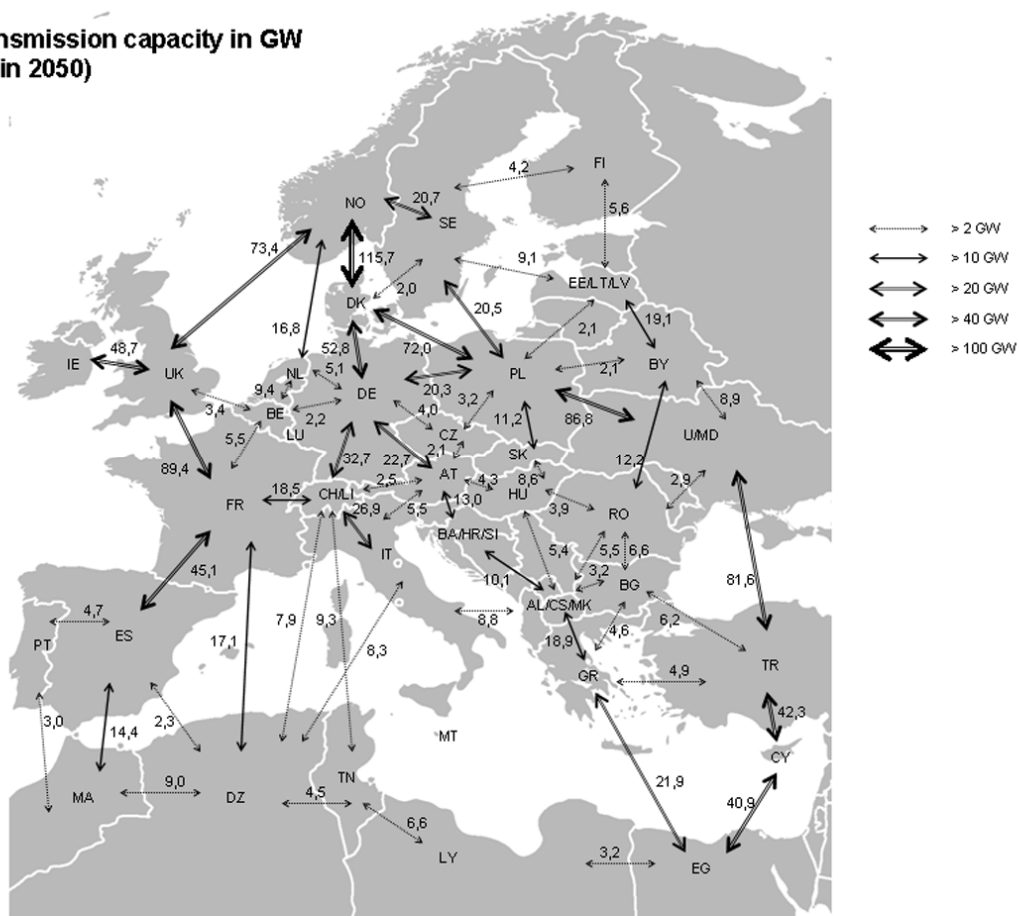 nsmission capacity in GW
in 2050)
FI
4,2
NO
20,7
5,6
SE
> 2 GW
73,4
115,7
9,1
> 10 GW
2,0
EE/LT/LV
> 20 GW
DK
20,5
19,1
> 40 GW
16,8
2,1
48,7
52,8
72,0
> 100 GW
IE
UK
NL
5,1
PL
2,1
BY
9,4
DE
20,3
8,9
3,4
BE
2,2
4,0
3,2
11,2
86,8
LU
CZ
U/MD
5,5
2,1
SK
89,4
32,7
22,7
12,2
2,5
AT
4,3
8,6
2,9
18,5
CH/LI
HU
FR
26,9
5,5
13,0
3,9
RO
BA/HR/SI
IT
5,4
5,5
6,6
45,1
10,1
3,2
81,6
BG
4,7
AL/CS/MK
ES
7,9
9,3
8,8
6,2
17,1
4,6
PT
8,3
18,9
TR
GR
4,9
3,0
2,3
42,3
14,4
MT
CY
TN
21,9
9,0
MA
DZ
4,5
40,9
6,6
LY
3,2
EG